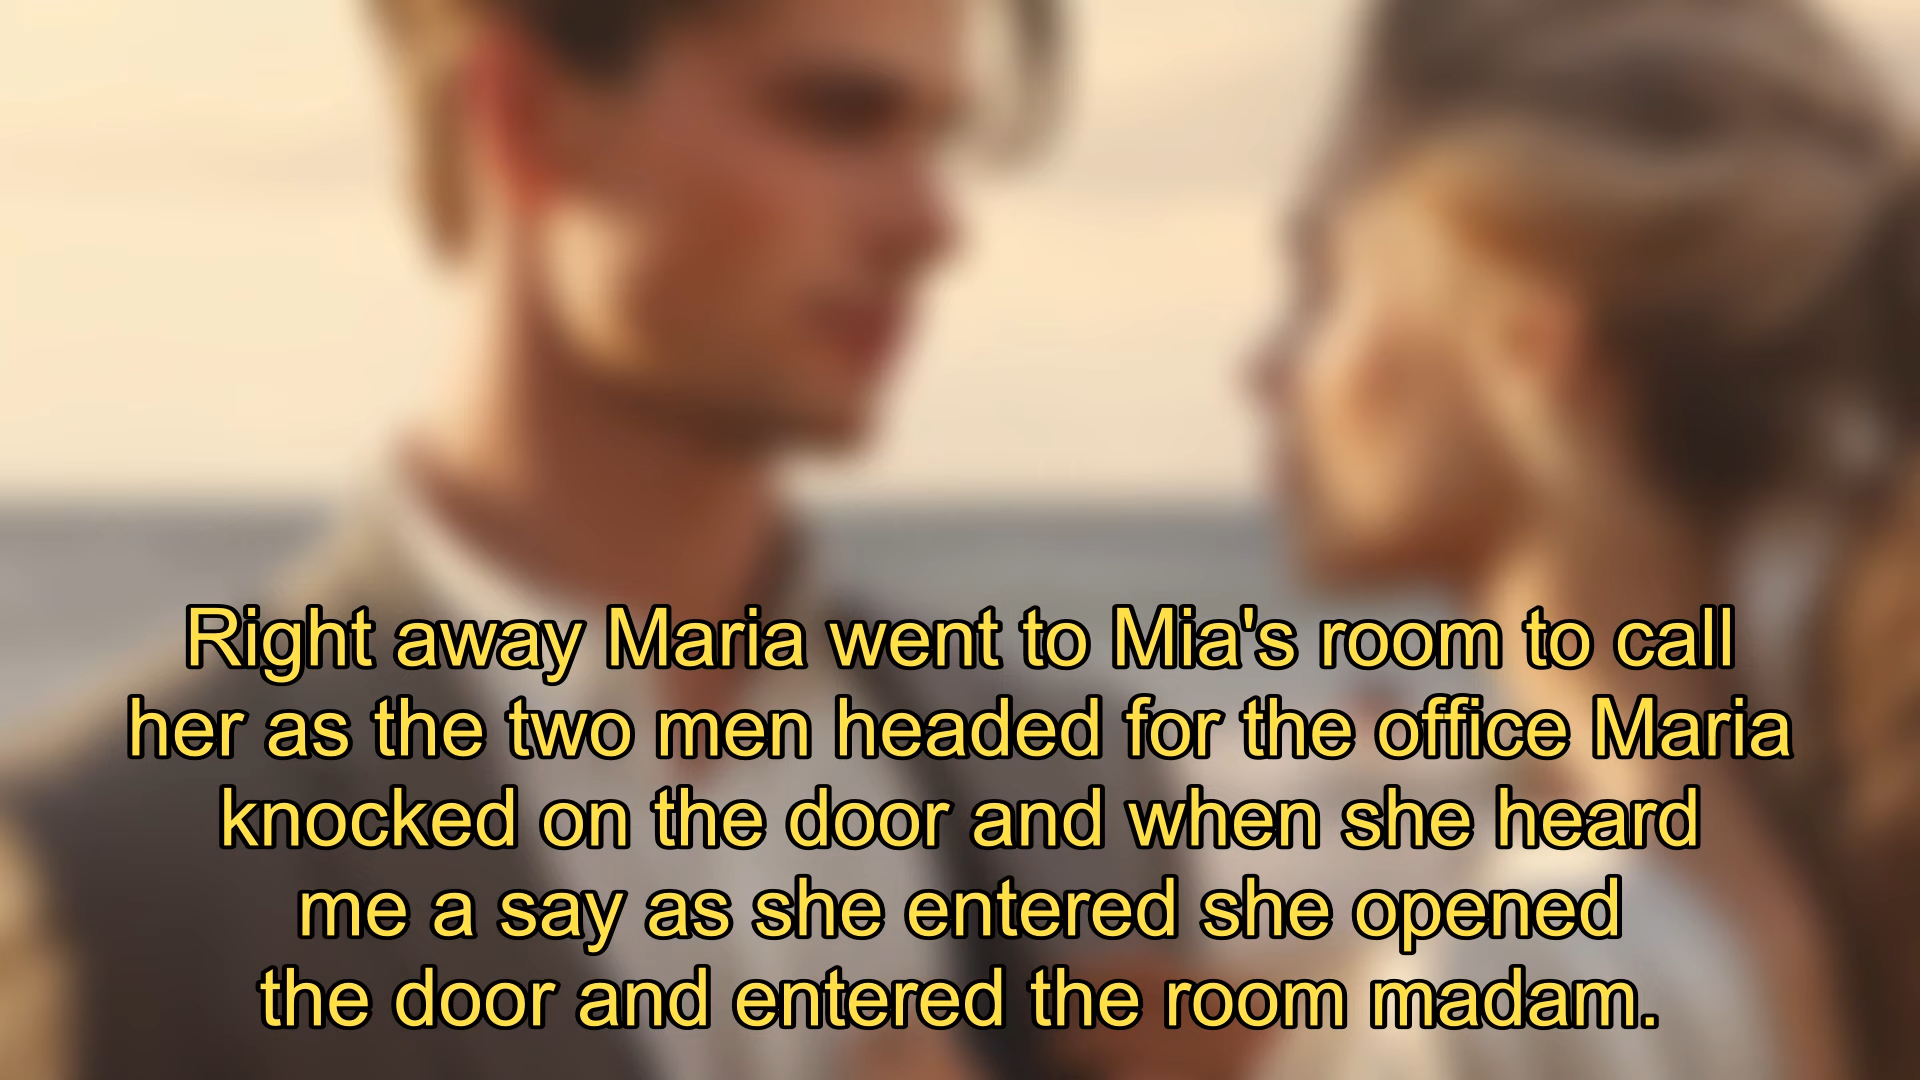 Right away Maria went to Mia's room to call
her as the two men headed for the office Maria
knocked on the door and when she heard
me a say as she entered she opened
the door and entered the room madam.